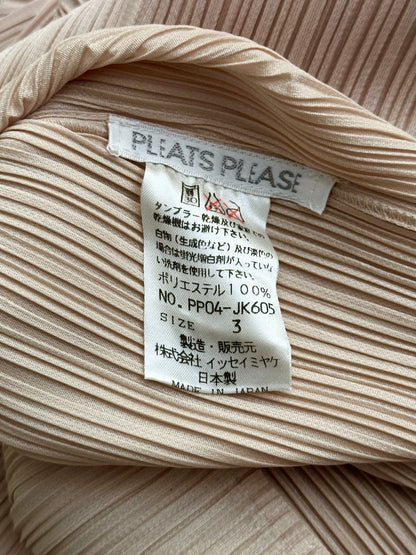 PLEATS PLEASE
タンブラー乾燥及び
乾燥機はお避け下さい。
白物（生成色など）及び淡色の
場合は蛍光増白剤が入っていな
い洗剤を使用して下さい。
ポリエステル100%
NO. PP04-JK605
SIZE 3
製造・販売元
株式会社イッセイミヤケ
日本製
MADE IN JAPAN